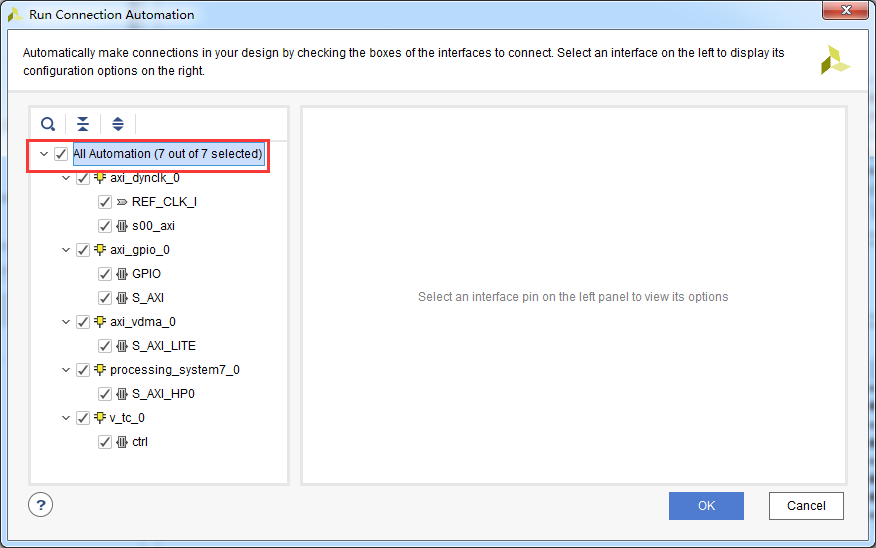 Run Connection Automation
Automatically make connections in your design by checking the boxes of the interfaces to connect. Select an interface on the left to display its
configuration options on the right.
All Automation (7 out of 7 selected)
axi_dynclk_0
REF_CLK_I
s00_axi
axi_gpio_0
GPIO
S_AXI
axi_vdma_0
S_AXI_LITE
processing_system7_0
S_AXI_HP0
v_tc_0
ctrl
Select an interface pin on the left panel to view its options
?
OK
Cancel